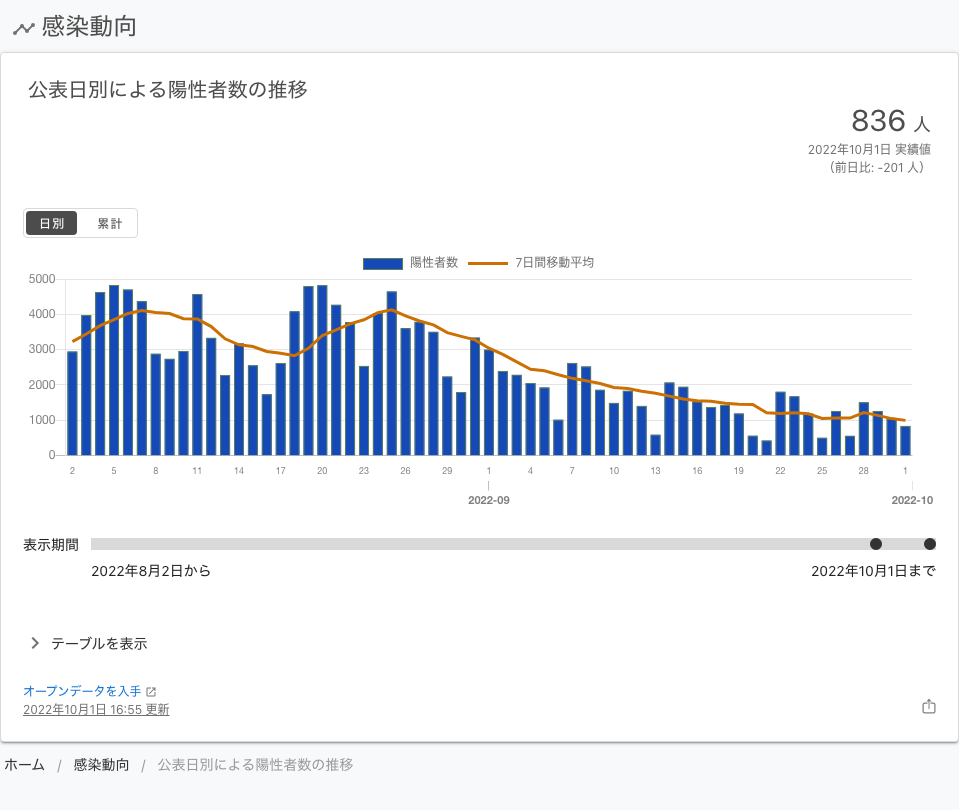 感染動向
公表日別による陽性者数の推移
836 人
2022年10月1日 実績値
（前日比: -201 人）
日別 累計
陽性者数 7日間移動平均
5000
4000
3000
2000
1000
0
2 5 8 11 14 17 20 23 26 29 1 4 7 10 13 16 19 22 25 28 1
2022-09 2022-10
表示期間
2022年8月2日から 2022年10月1日まで
テーブルを表示
オープンデータを入手
2022年10月1日 16:55 更新
ホーム / 感染動向 / 公表日別による陽性者数の推移